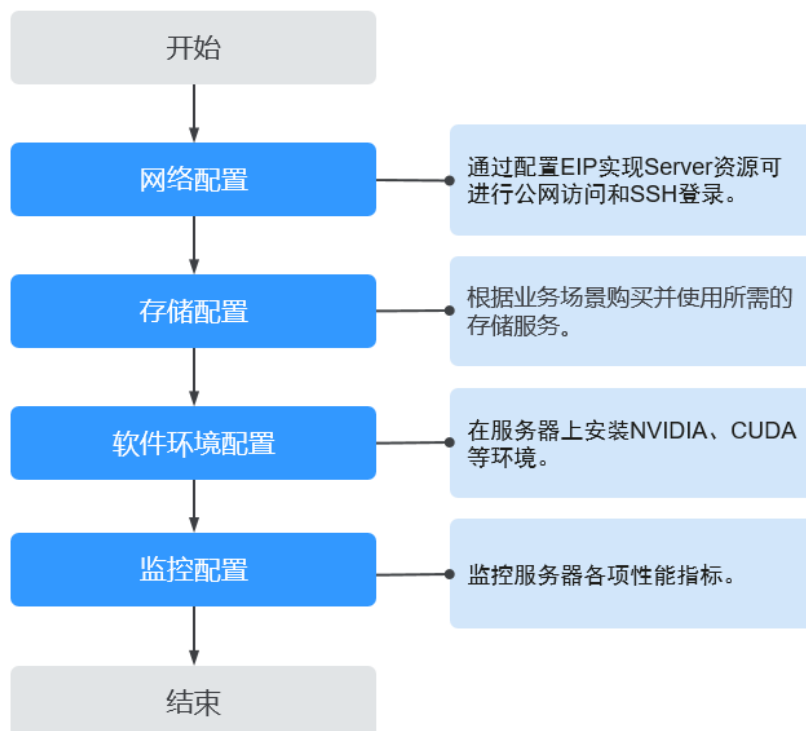 开始
网络配置
通过配置EIP实现Server资源可
进行公网访问和SSH登录。
存储配置
根据业务场景购买并使用所需的
存储服务。
软件环境配置
在服务器上安装NVIDIA、CUDA
等环境。
监控配置
监控服务器各项性能指标。
结束